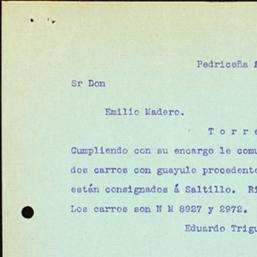 Pedriceña
Sr Don
Emilio Madero.
Torre
Cumpliendo con su encargo le comu
dos carros con guayule procedente
están consignados á Saltillo. Ri
Los carros son N M 8927 y 2972.
Eduardo Trigu